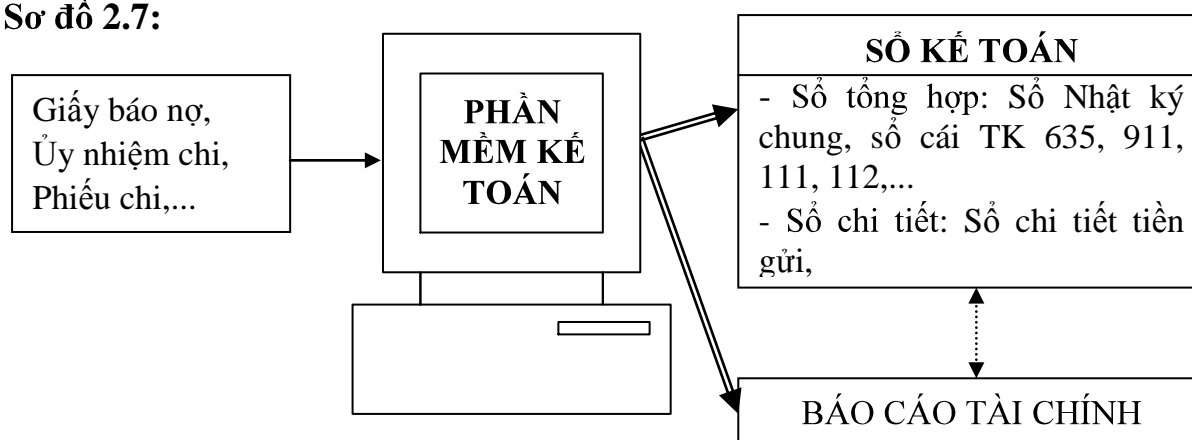 Sơ đồ 2.7:
Giấy báo nợ,
Ủy nhiệm chi,
Phiếu chi,...
PHẦN
MỀM KẾ
TOÁN
SỔ KẾ TOÁN
- Sổ tổng hợp: Sổ Nhật ký
chung, sổ cái TK 635, 911,
111, 112,...
- Sổ chi tiết: Sổ chi tiết tiền
gửi,
BÁO CÁO TÀI CHÍNH